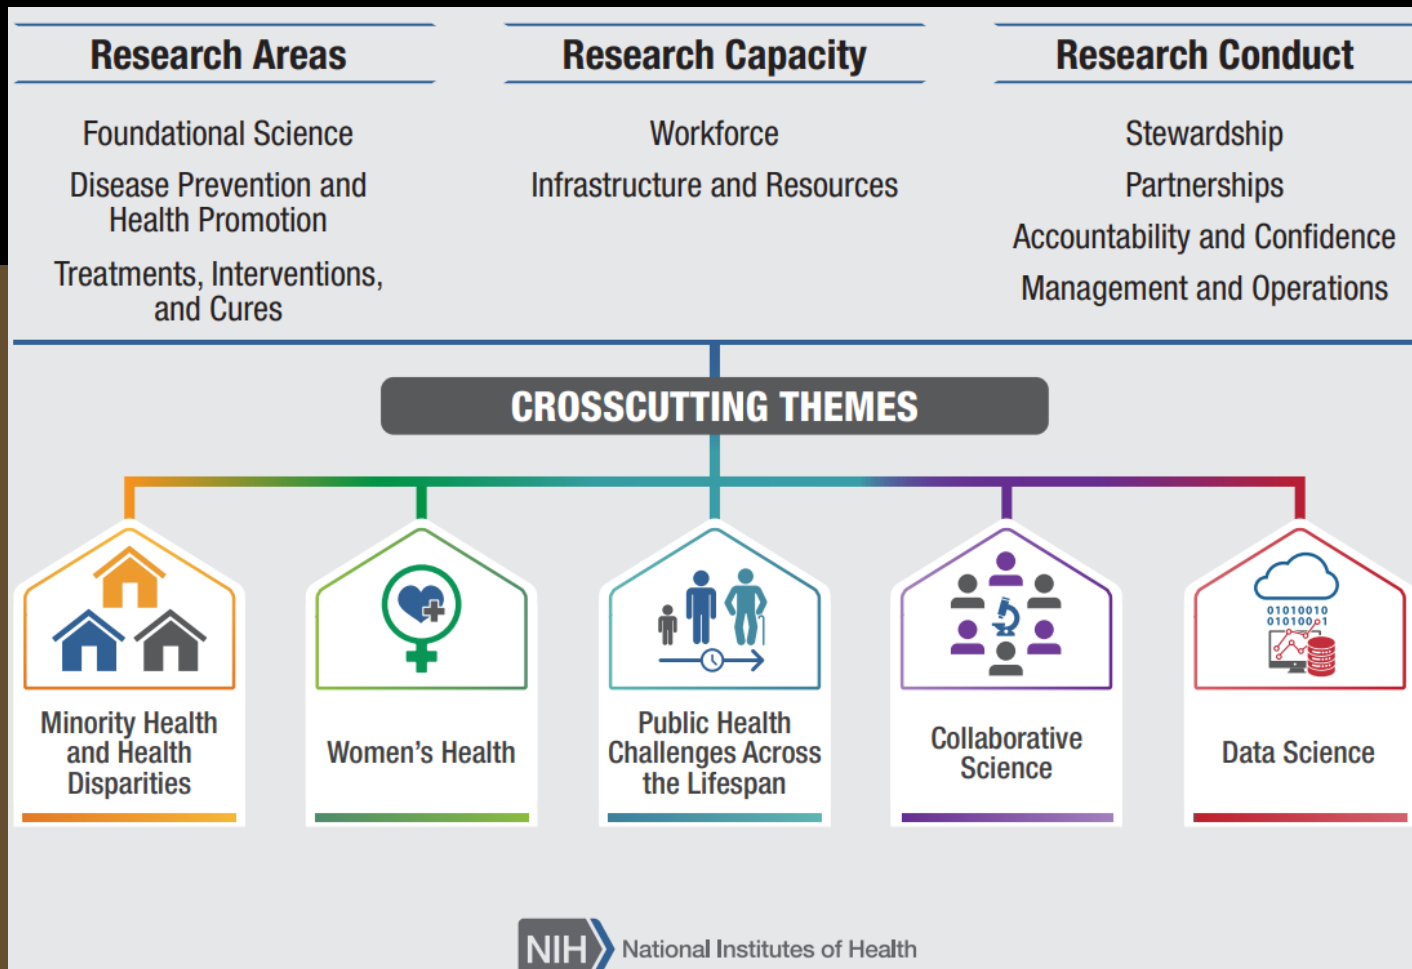 Research Areas
Foundational Science
Disease Prevention and
Health Promotion
Treatments, Interventions,
and Cures
Research Capacity
Workforce
Infrastructure and Resources
Research Conduct
Stewardship
Partnerships
Accountability and Confidence
Management and Operations
CROSSCUTTING THEMES
Minority Health
and Health
Disparities
Women's Health
Public Health
Challenges Across
the Lifespan
Collaborative
Science
01010010
010100 1
Data Science
NIH National Institutes of Health